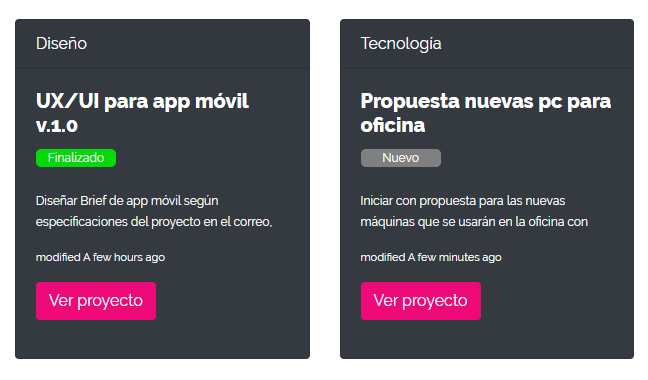 Diseño
UX/UI para app móvil
v.1.0
Finalizado
Diseñar Brief de app móvil según
especificaciones del proyecto en el correo,
modified A few hours ago
Ver proyecto
Tecnología
Propuesta nuevas pc para
oficina
Nuevo
Iniciar con propuesta para las nuevas
máquinas que se usarán en la oficina con
modified A few minutes ago
Ver proyecto